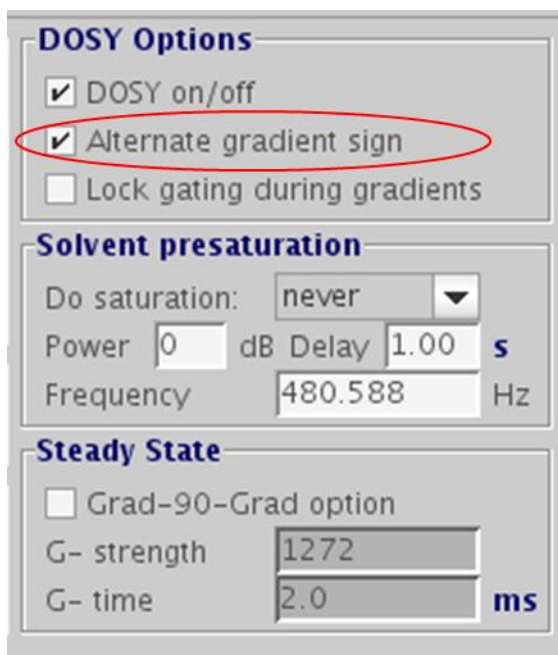 DOSY Options
DOSY on/off
Alternate gradient sign
Lock gating during gradients
Solvent presaturation
Do saturation: never
Power 0 dB Delay 1.00 s
Frequency 480.588 Hz
Steady State
Grad-90-Grad option
G- strength 1272
G- time 2.0 ms